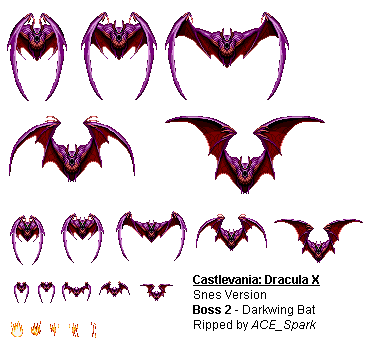 Castlevania: Dracula X
Snes Version
Boss 2 - Darkwing Bat
Ripped by ACE_Spark